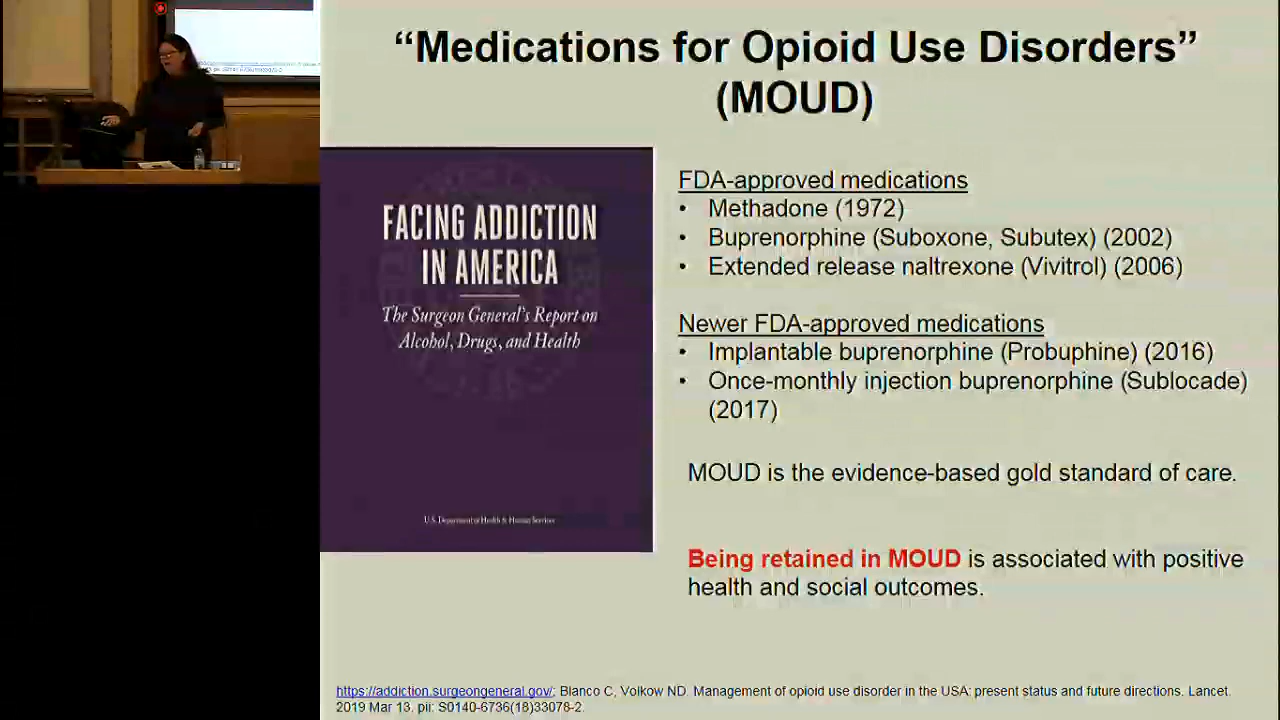 “Medications for Opioid Use Disorders”
(MOUD)
FACING ADDICTION
IN AMERICA
The Surgeon General's Report on
Alcohol, Drugs, and Health
U.S. Department of Health & Human Services
FDA-approved medications
• Methadone (1972)
• Buprenorphine (Suboxone, Subutex) (2002)
• Extended release naltrexone (Vivitrol) (2006)
Newer FDA-approved medications
• Implantable buprenorphine (Probuphine) (2016)
• Once-monthly injection buprenorphine (Sublocade)
(2017)
MOUD is the evidence-based gold standard of care.
Being retained in MOUD is associated with positive
health and social outcomes.
https://addiction.surgeongeneral.gov/; Blanco C, Volkow ND. Management of opioid use disorder in the USA: present status and future directions. Lancet.
2019 Mar 13. pii: S0140-6736(18)33078-2.